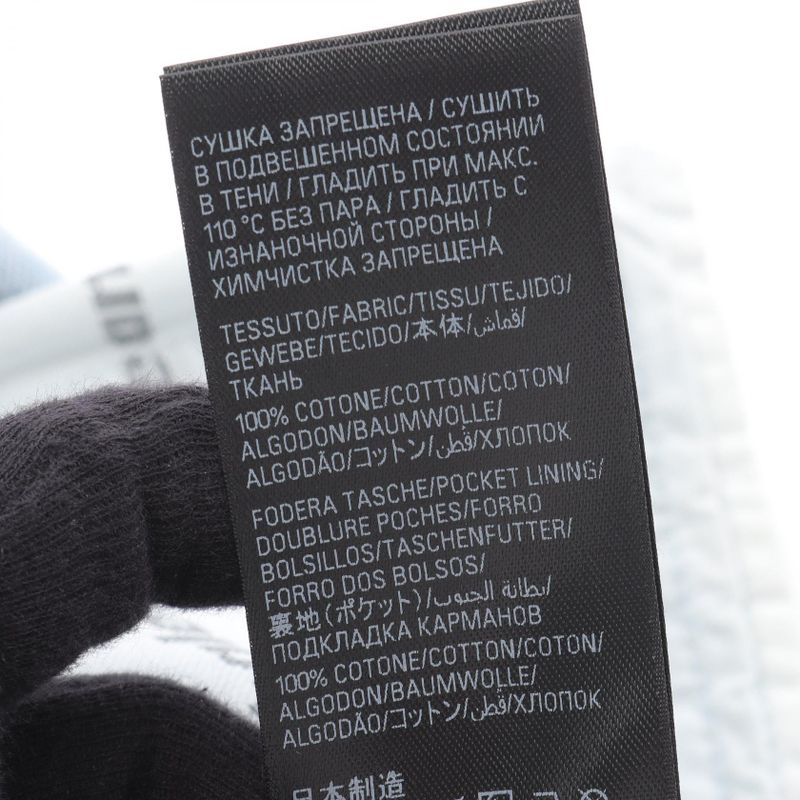 СУШКА ЗАПРЕЩЕНА / СУШИТЬ
В ПОДВЕШЕННОМ СОСТОЯНИИ
В ТЕНИ / ГЛАДИТЬ ПРИ МАКС.
110 °C БЕЗ ПАРА / ГЛАДИТЬ С
ИЗНАНОЧНОЙ СТОРОНЫ /
ХИМЧИСТКА ЗАПРЕЩЕНА
TESSUTO/FABRIC/TISSU/TEJIDO/
GEWEBE/TECIDO/本体/قماش/
ТКАНЬ
100% COTONE/COTTON/COTON/
ALGODON/BAUMWOLLE/
ALGODÃO/コットン/قطن/ХЛОПОК
FODERA TASCHE/POCKET LINING/
DOUBLURE POCHES/FORRO
BOLSILLOS/TASCHENFUTTER/
FORRO DOS BOLSOS/
裏地(ポケット)/بطانة الجيوب/
ПОДКЛАДКА КАРМАНОВ
100% COTONE/COTTON/COTON/
ALGODON/BAUMWOLLE/
ALGODÃO/コットン/قطن/ХЛОПОК
日本制造